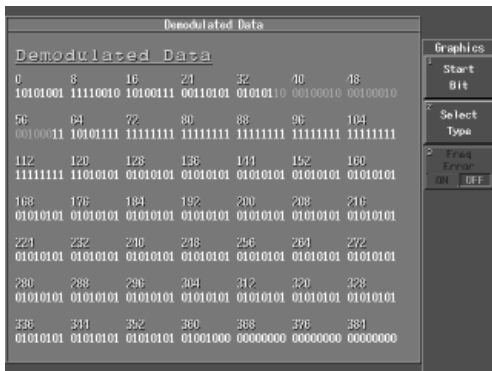 Demodulated Data
Demodulated Data
0 8 16 24 32 40 48
10101001 11110010 10100111 00110101 01010110 00100010 00100010
56 64 72 80 88 96 104
00100011 10101111 11111111 11111111 11111111 11111111 11111111
112 120 128 136 144 152 160
11111111 11010101 01010101 01010101 01010101 01010101 01010101
168 176 184 192 200 208 216
01010101 01010101 01010101 01010101 01010101 01010101 01010101
224 232 240 248 256 264 272
01010101 01010101 01010101 01010101 01010101 01010101 01010101
280 288 296 304 312 320 328
01010101 01010101 01010101 01010101 01010101 01010101 01010101
336 344 352 360 368 376 384
01010101 01010101 01010101 01001000 00000000 00000000 00000000
Graphics
1
Start
Bit
2
Select
Type
3
Freq
Error
ON OFF